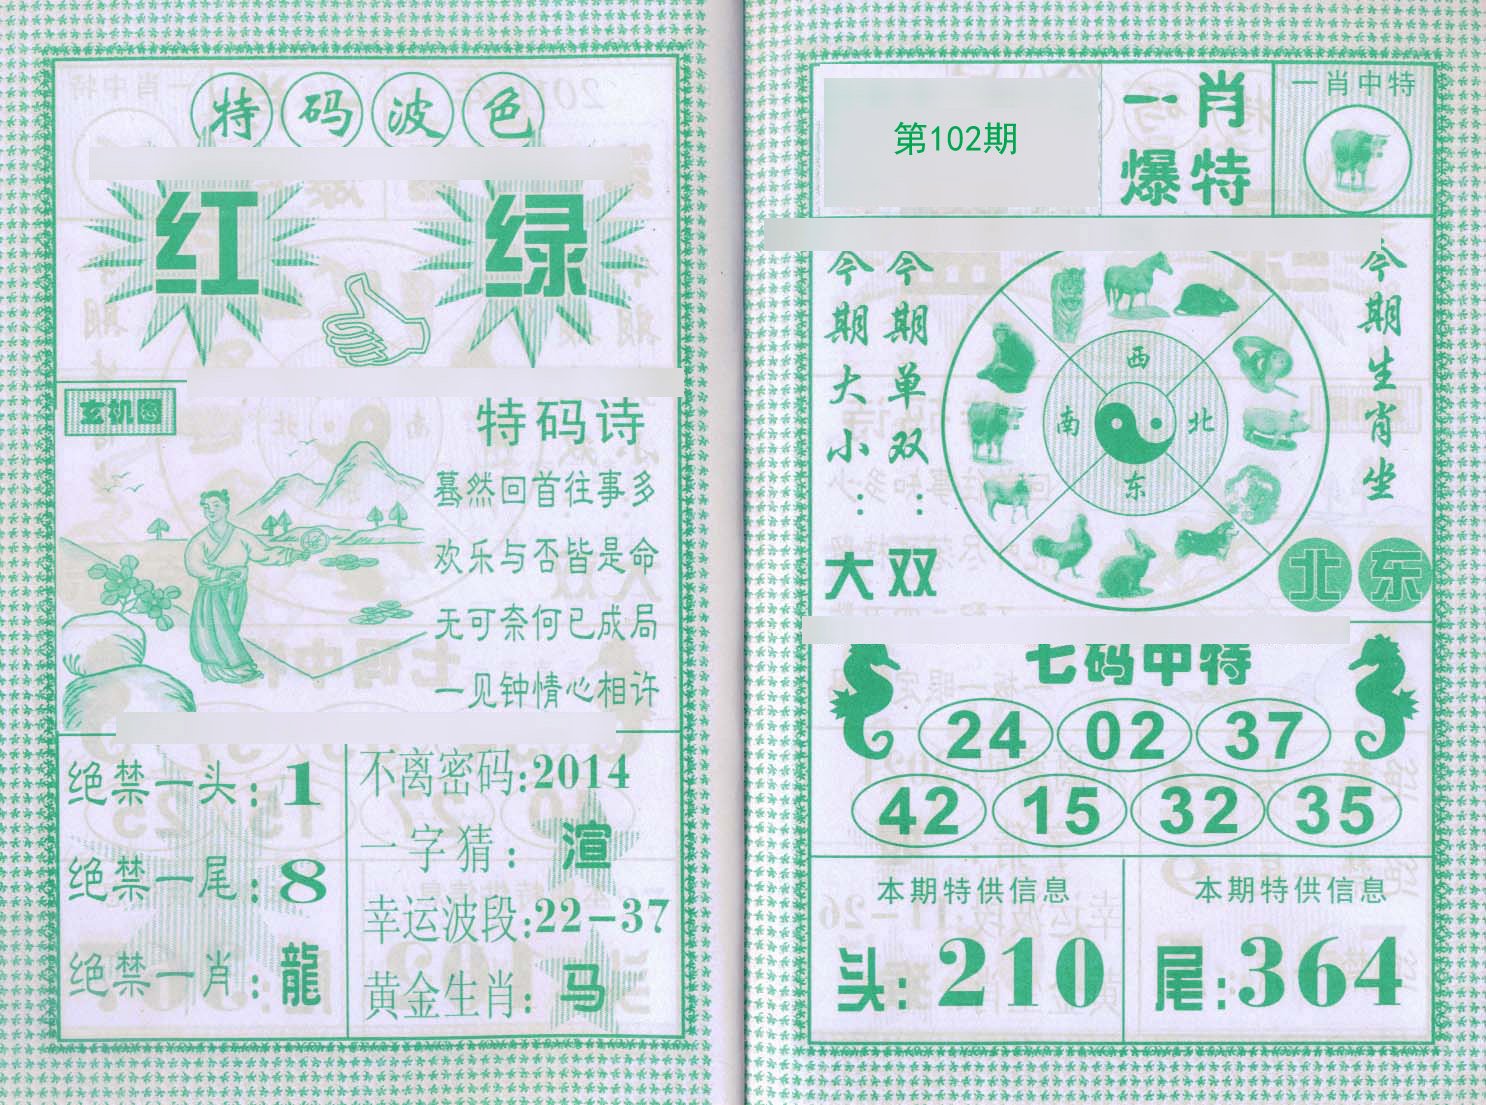 特码波色
红 绿
玄机图
特码诗
蓦然回首往事多
欢乐与否皆是命
无可奈何已成局
一见钟情心相许
绝禁一头:1
绝禁一尾:8
绝禁一肖:龍
不离密码:2014
一字猜:渲
幸运波段:22-37
黄金生肖:马
第102期
一肖
爆特
一肖中特
今期大小:大
今期单双:双
西
南 北
东
今期生肖坐
北东
七码中特
24 02 37
42 15 32 35
本期特供信息
头:210
本期特供信息
尾:364